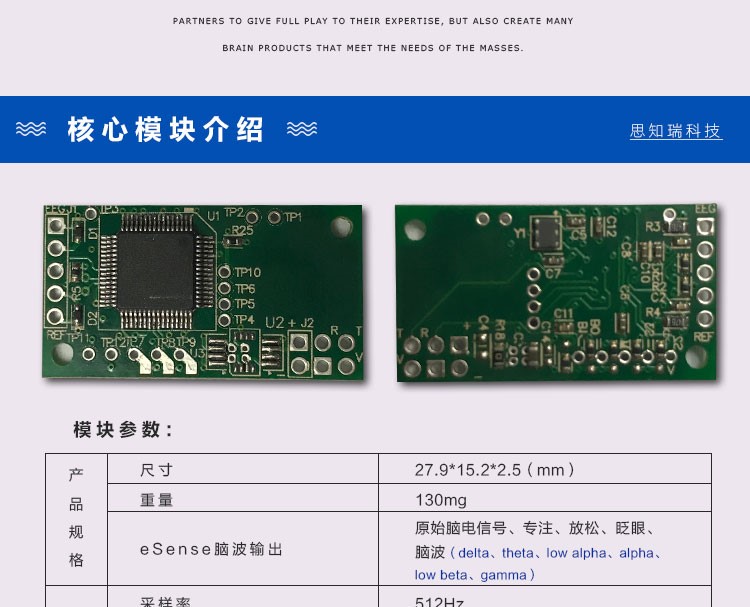 PARTNERS TO GIVE FULL PLAY TO THEIR EXPERTISE, BUT ALSO CREATE MANY
BRAIN PRODUCTS THAT MEET THE NEEDS OF THE MASSES.
核心模块介绍
思知瑞科技
EEG J1 TP3 U1 TP2 TP1
D1 R25
TP10
R5 TP6
TP5
D2 TP4
REF U2 + J2 R T
TP11 TP12 TP7 TP8 TP9 U3 V
EEG
Y1 C12 R3
C8
C7 C10
C11 R4
T R + C4 R18 REF
模块参数:
产品规格
尺寸 27.9*15.2*2.5(mm)
重量 130mg
eSense脑波输出 原始脑电信号、专注、放松、眨眼、
脑波(delta、theta、low alpha、alpha、
low beta、gamma)
采样率 512Hz